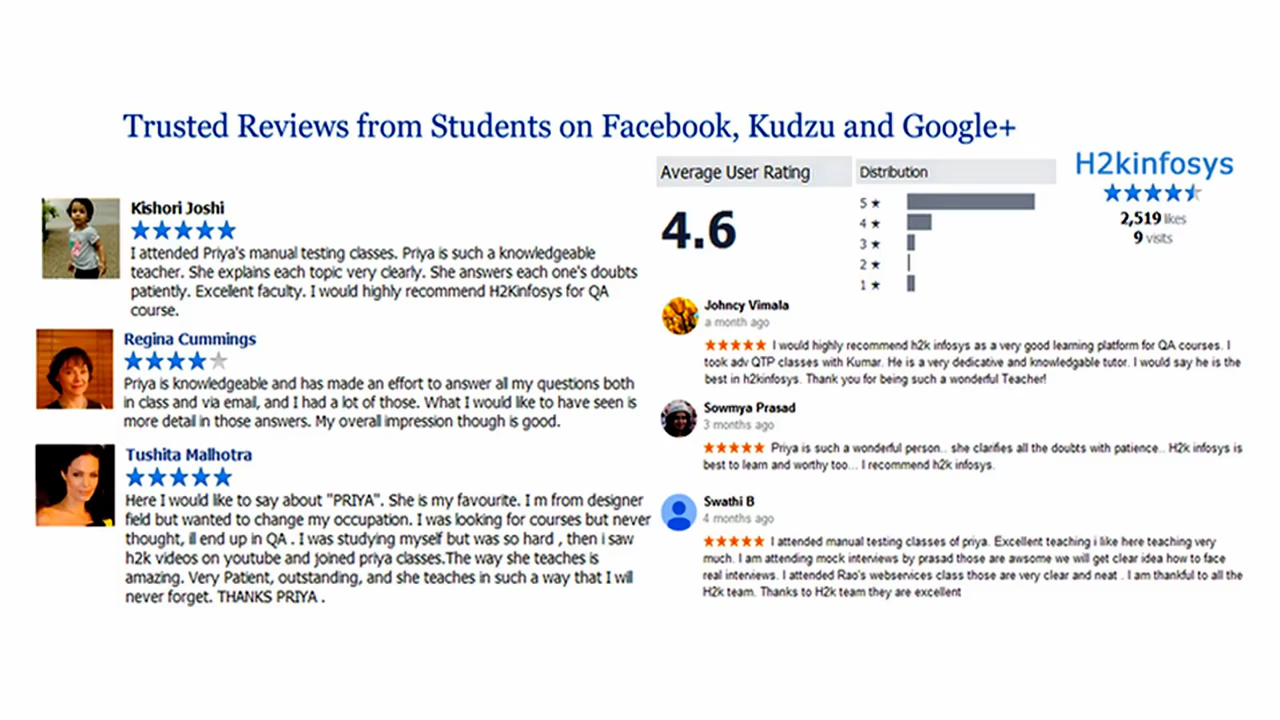 Trusted Reviews from Students on Facebook, Kudzu and Google+
Kishori Joshi
I attended Priya's manual testing classes. Priya is such a knowledgeable
teacher. She explains each topic very clearly. She answers each one's doubts
patiently. Excellent faculty. I would highly recommend H2Kinfosys for QA
course.
Regina Cummings
Priya is knowledgeable and has made an effort to answer all my questions both
in class and via email, and I had a lot of those. What I would like to have seen is
more detail in those answers. My overall impression though is good.
Tushita Malhotra
Here I would like to say about "PRIYA". She is my favourite. I m from designer
field but wanted to change my occupation. I was looking for courses but never
thought, ill end up in QA . I was studying myself but was so hard , then i saw
h2k videos on youtube and joined priya classes.The way she teaches is
amazing. Very Patient, outstanding, and she teaches in such a way that I will
never forget. THANKS PRIYA .
Average User Rating
4.6
Distribution
5 ★
4 ★
3 ★
2 ★
1 ★
H2kinfosys
2,519 likes
9 visits
Johncy Vimala
a month ago
★★★★★ I would highly recommend h2k infosys as a very good learning platform for QA courses. I
took adv QTP classes with Kumar. He is a very dedicative and knowledgable tutor. I would say he is the
best in h2kinfosys. Thank you for being such a wonderful Teacher!
Sowmya Prasad
3 months ago
★★★★★ Priya is such a wonderful person.. she clarifies all the doubts with patience.. H2k infosys is
best to learn and worthy too... I recommend h2k infosys.
Swathi B
4 months ago
★★★★★ I attended manual testing classes of priya. Excellent teaching i like here teaching very
much. I am attending mock interviews by prasad those are awsome we will get clear idea how to face
real interviews. I attended Rao's webservices class those are very clear and neat . I am thankful to all the
H2k team. Thanks to H2k team they are excellent